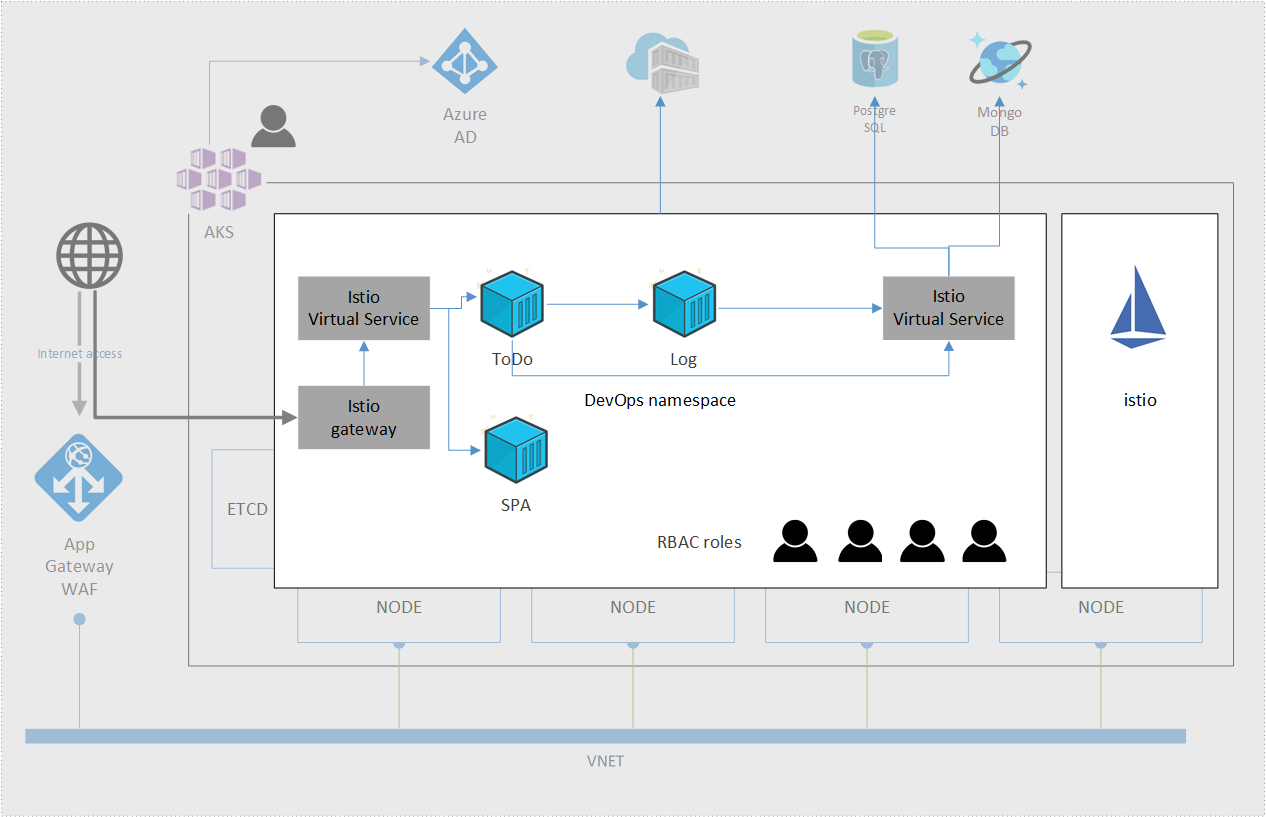 Azure
AD
Postgre
SQL
Mongo
DB
AKS
Internet access
App
Gateway
WAF
Istio
Virtual Service
Istio
gateway
ToDo
Log
Istio
Virtual Service
DevOps namespace
SPA
istio
ETCD
RBAC roles
NODE
NODE
NODE
NODE
VNET